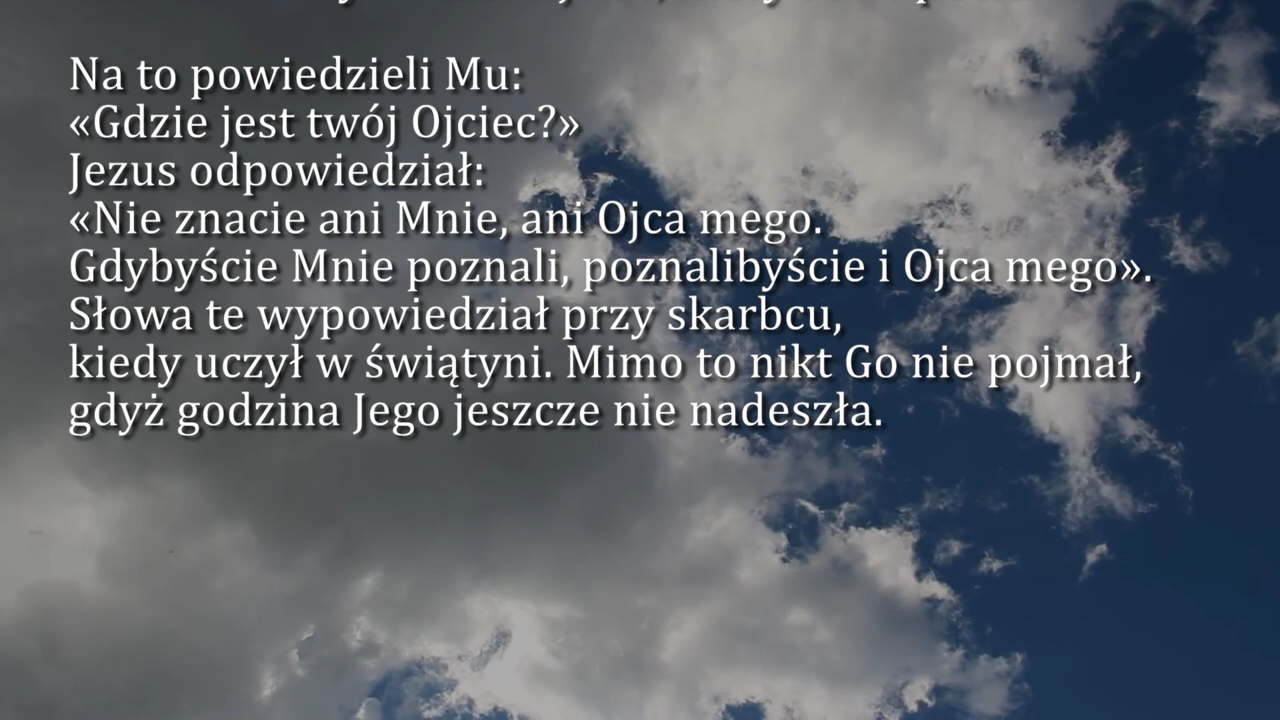 Na to powiedzieli Mu:
«Gdzie jest twój Ojciec?»
Jezus odpowiedział:
«Nie znacie ani Mnie, ani Ojca mego.
Gdybyście Mnie poznali, poznalibyście i Ojca mego».
Słowa te wypowiedział przy skarbcu,
kiedy uczył w świątyni. Mimo to nikt Go nie pojmał,
gdyż godzina Jego jeszcze nie nadeszła.